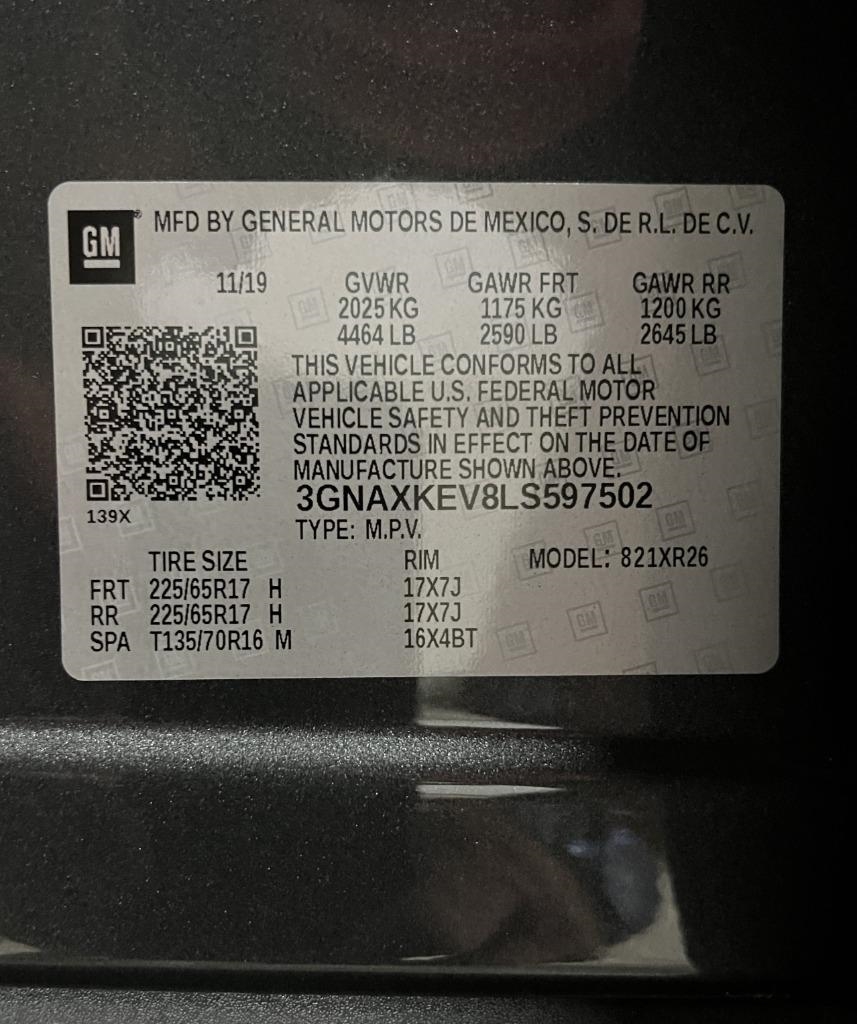 GM ® MFD BY GENERAL MOTORS DE MEXICO, S. DE R.L. DE C.V.
11/19 GVWR GAWR FRT GAWR RR
2025 KG 1175 KG 1200 KG
4464 LB 2590 LB 2645 LB
THIS VEHICLE CONFORMS TO ALL
APPLICABLE U.S. FEDERAL MOTOR
VEHICLE SAFETY AND THEFT PREVENTION
STANDARDS IN EFFECT ON THE DATE OF
MANUFACTURE SHOWN ABOVE.
3GNAXKEV8LS597502
139X
TYPE: M.P.V.
TIRE SIZE RIM MODEL: 821XR26
FRT 225/65R17 H 17X7J
RR 225/65R17 H 17X7J
SPA T135/70R16 M 16X4BT